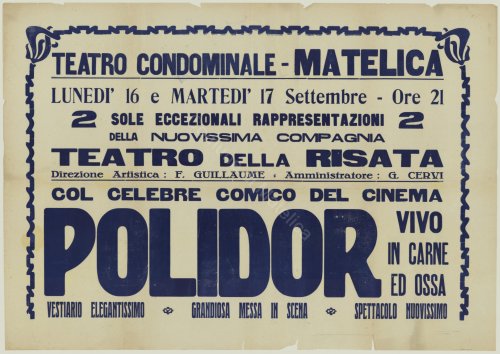 TEATRO CONDOMINALE - MATELICA
LUNEDI' 16 e MARTEDI' 17 Settembre - Ore 21
2 SOLE ECCEZIONALI RAPPRESENTAZIONI 2
DELLA NUOVISSIMA COMPAGNIA
TEATRO DELLA RISATA
Direzione Artistica : F. GUILLAUME - Amministratore : G. CERVI
COL CELEBRE COMICO DEL CINEMA
POLIDOR
VIVO
IN CARNE
ED OSSA
VESTIARIO ELEGANTISSIMO GRANDIOSA MESSA IN SCENA SPETTACOLO NUOVISSIMO